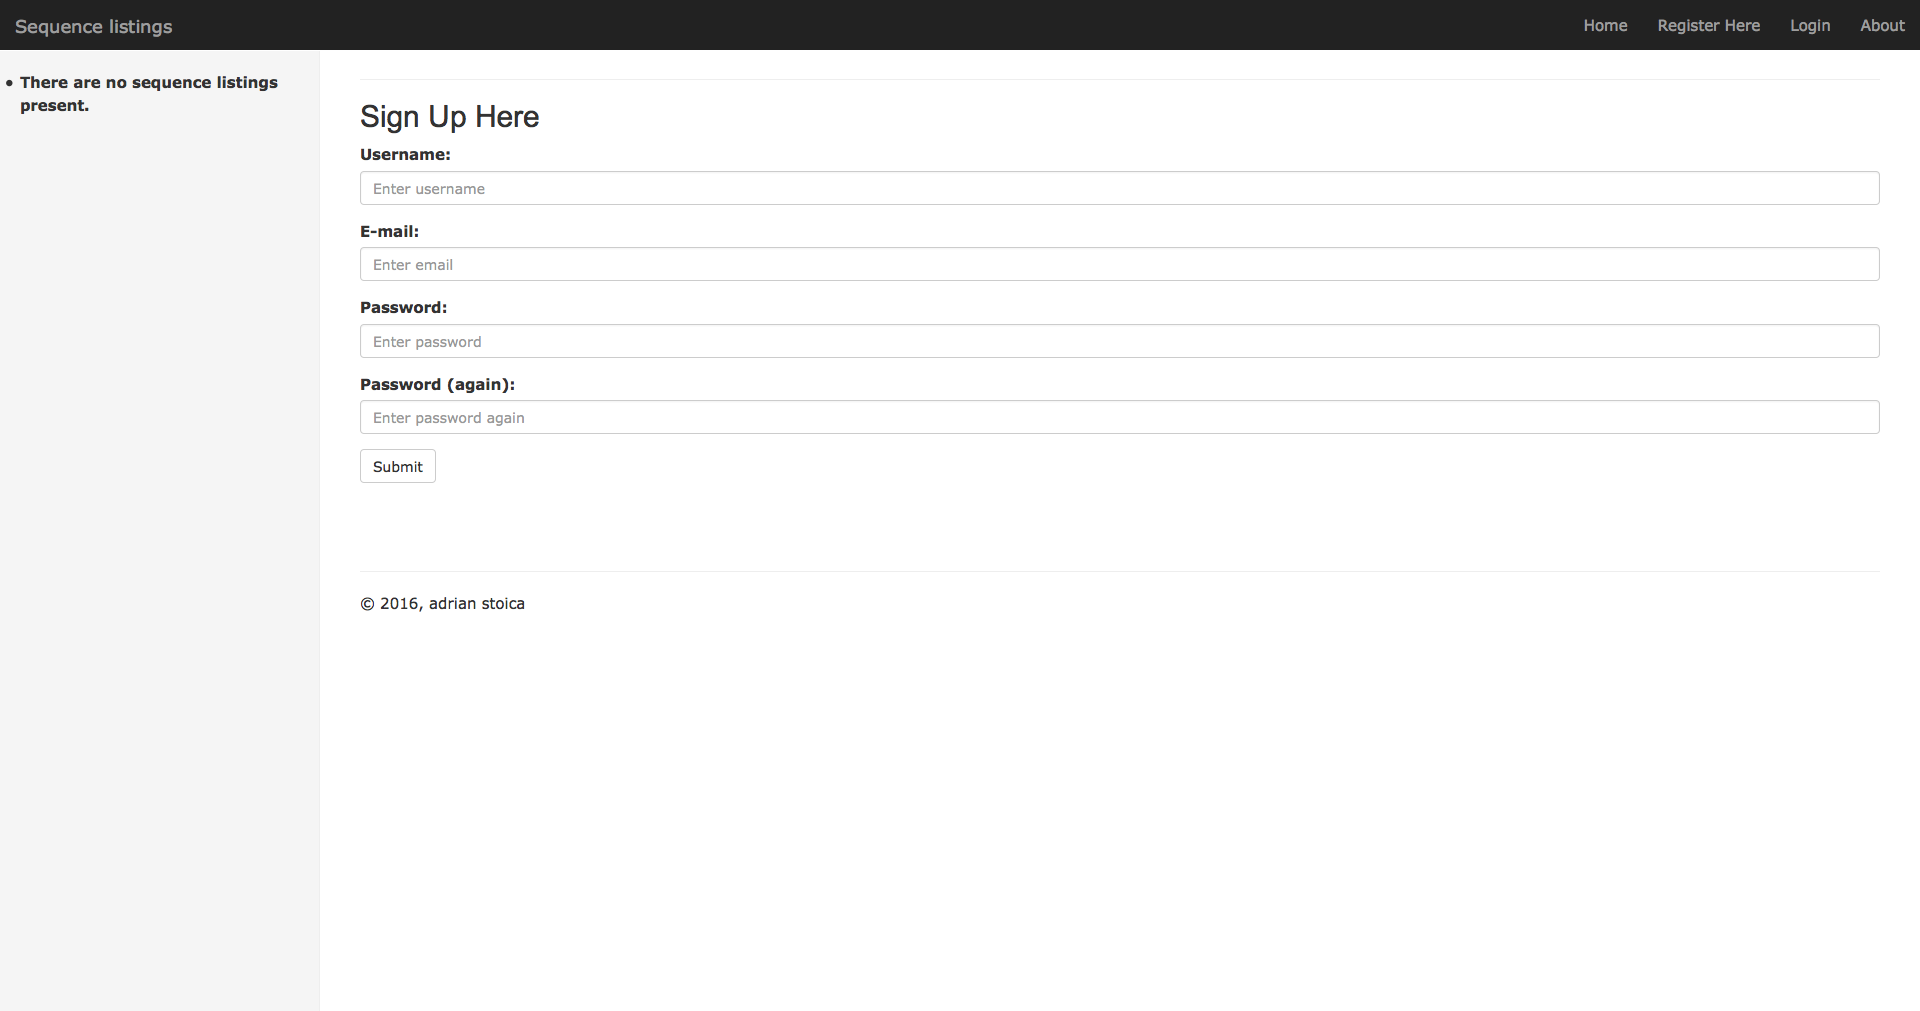 Sequence listings
Home
Register Here
Login
About
• There are no sequence listings
present.
Sign Up Here
Username:
Enter username
E-mail:
Enter email
Password:
Enter password
Password (again):
Enter password again
Submit
© 2016, adrian stoica